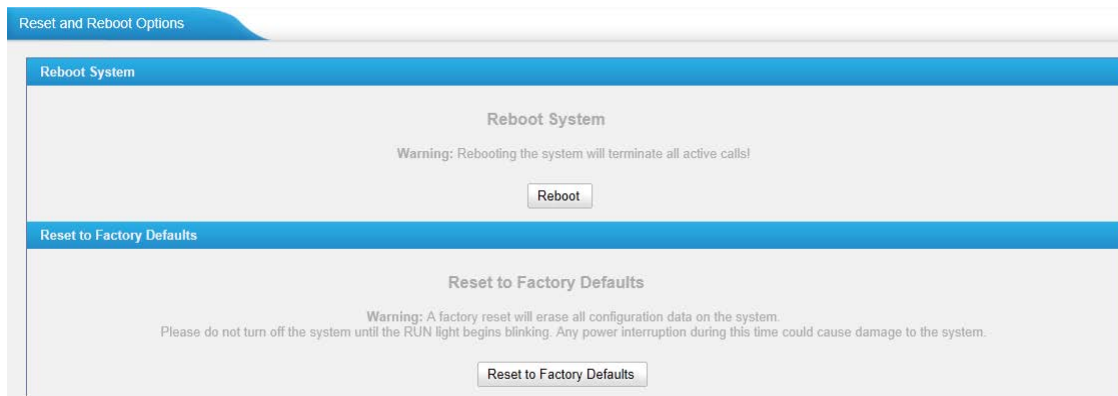 Reset and Reboot Options
Reboot System
Reboot System
Warning: Rebooting the system will terminate all active calls!
Reboot
Reset to Factory Defaults
Reset to Factory Defaults
Warning: A factory reset will erase all configuration data on the system.
Please do not turn off the system until the RUN light begins blinking. Any power interruption during this time could cause damage to the system.
Reset to Factory Defaults